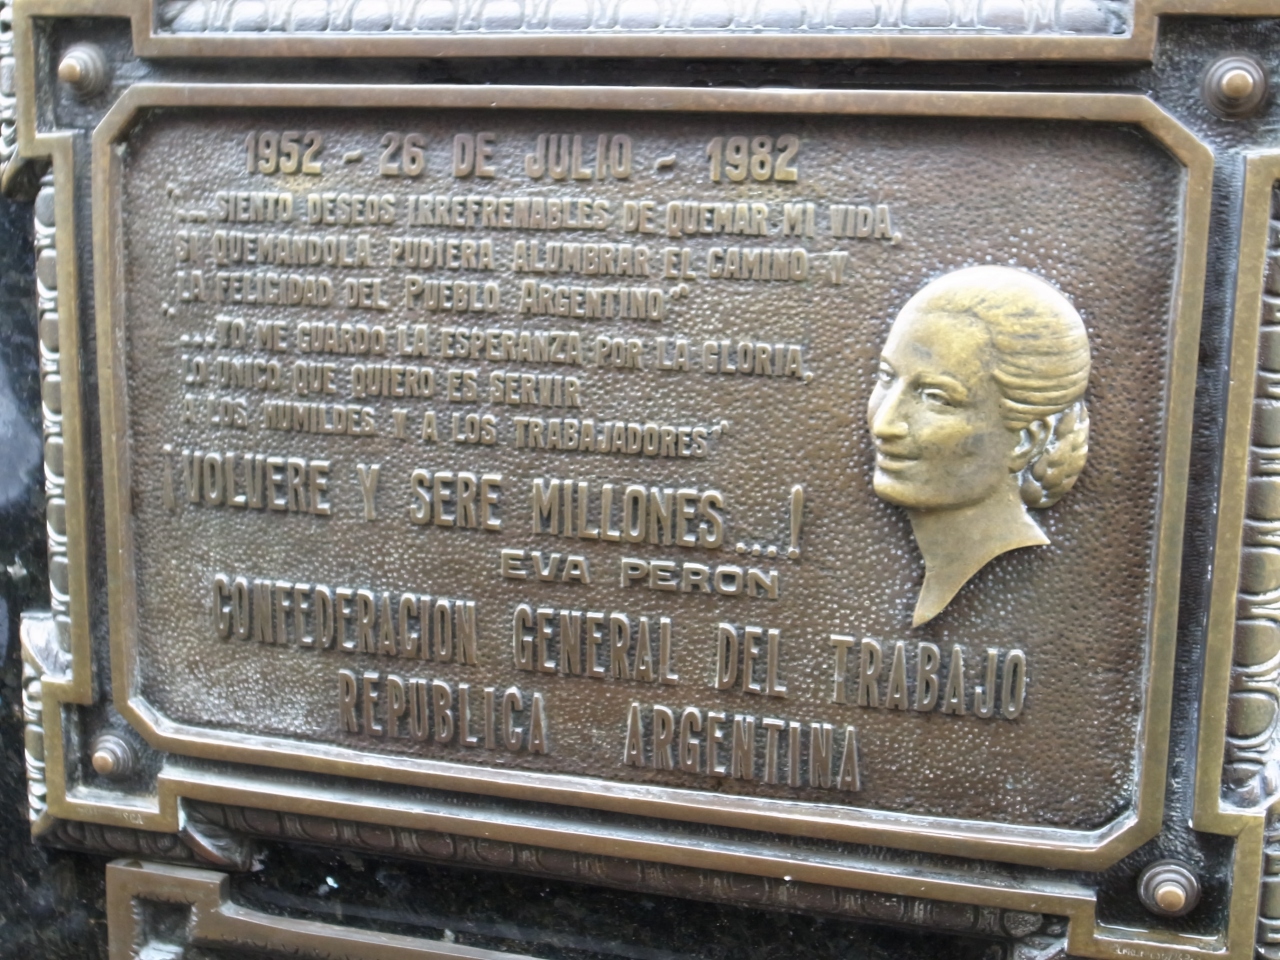 1952 - 26 DE JULIO - 1982
"... SIENTO DESEOS IRREFRENABLES DE QUEMAR MI VIDA,
SI QUEMANDOLA PUDIERA ALUMBRAR EL CAMINO Y
LA FELICIDAD DEL PUEBLO ARGENTINO"
"...YO ME GUARDO LA ESPERANZA POR LA GLORIA,
LO UNICO QUE QUIERO ES SERVIR
A LOS HUMILDES Y A LOS TRABAJADORES"
¡VOLVERE Y SERE MILLONES....!
EVA PERON
CONFEDERACION GENERAL DEL TRABAJO
REPUBLICA ARGENTINA